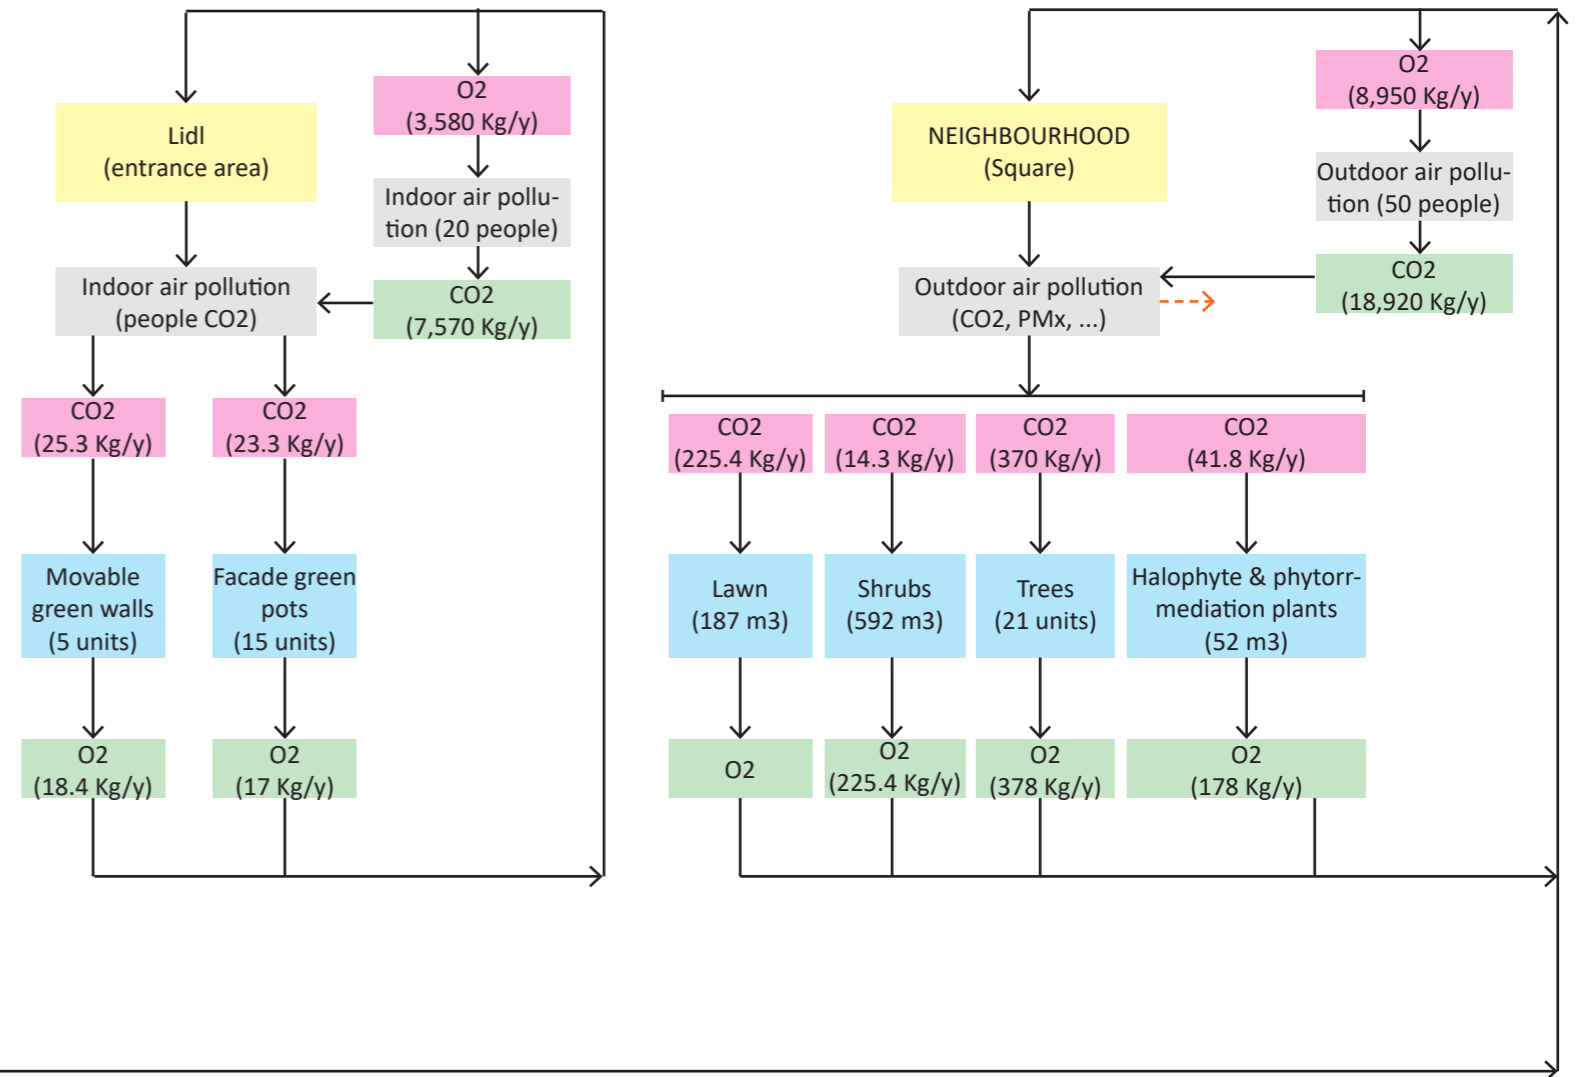 Lidl
(entrance area)
O2
(3,580 Kg/y)
Indoor air pollu-
tion (20 people)
CO2
(7,570 Kg/y)
Indoor air pollution
(people CO2)
CO2
(25.3 Kg/y)
CO2
(23.3 Kg/y)
Movable
green walls
(5 units)
Facade green
pots
(15 units)
O2
(18.4 Kg/y)
O2
(17 Kg/y)
NEIGHBOURHOOD
(Square)
O2
(8,950 Kg/y)
Outdoor air pollu-
tion (50 people)
CO2
(18,920 Kg/y)
Outdoor air pollution
(CO2, PMx, ...)
CO2
(225.4 Kg/y)
CO2
(14.3 Kg/y)
CO2
(370 Kg/y)
CO2
(41.8 Kg/y)
Lawn
(187 m3)
Shrubs
(592 m3)
Trees
(21 units)
Halophyte & phytorr-
mediation plants
(52 m3)
O2
O2
(225.4 Kg/y)
O2
(378 Kg/y)
O2
(178 Kg/y)